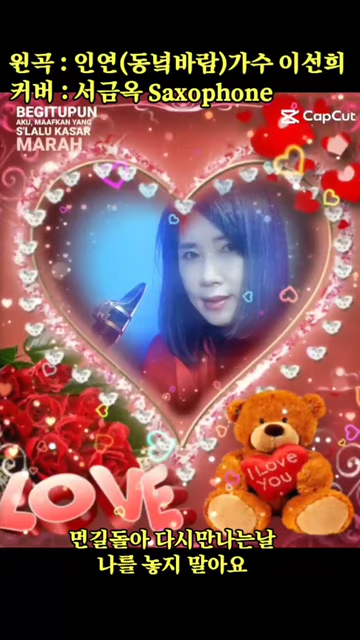 원곡 : 인연(동녘바람)가수 이선희
커버 : 서금옥 Saxophone
CapCut
BEGITUPUN
AKU, MAAFKAN YANG
S'LALU KASAR
MARAH
I Love
you
LOVE
먼길돌아 다시만나는날
나를 놓지 말아요